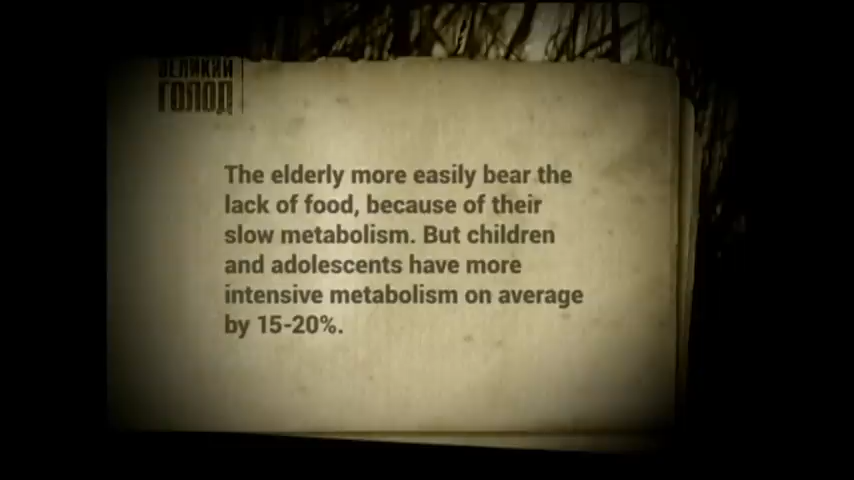 ВЕЛИКИЙ
ГОЛОД
The elderly more easily bear the
lack of food, because of their
slow metabolism. But children
and adolescents have more
intensive metabolism on average
by 15-20%.